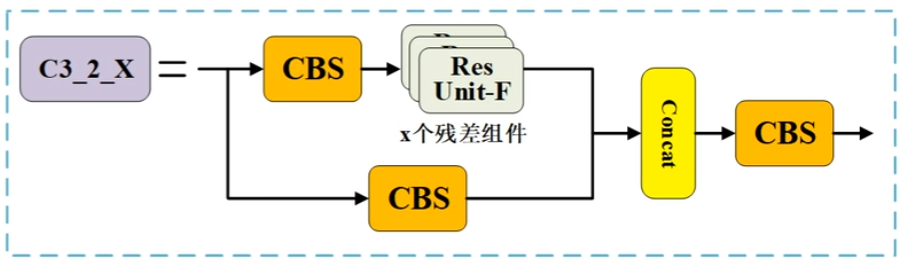 C3_2_X
=
CBS
Res
Unit-F
x个残差组件
CBS
Concat
CBS